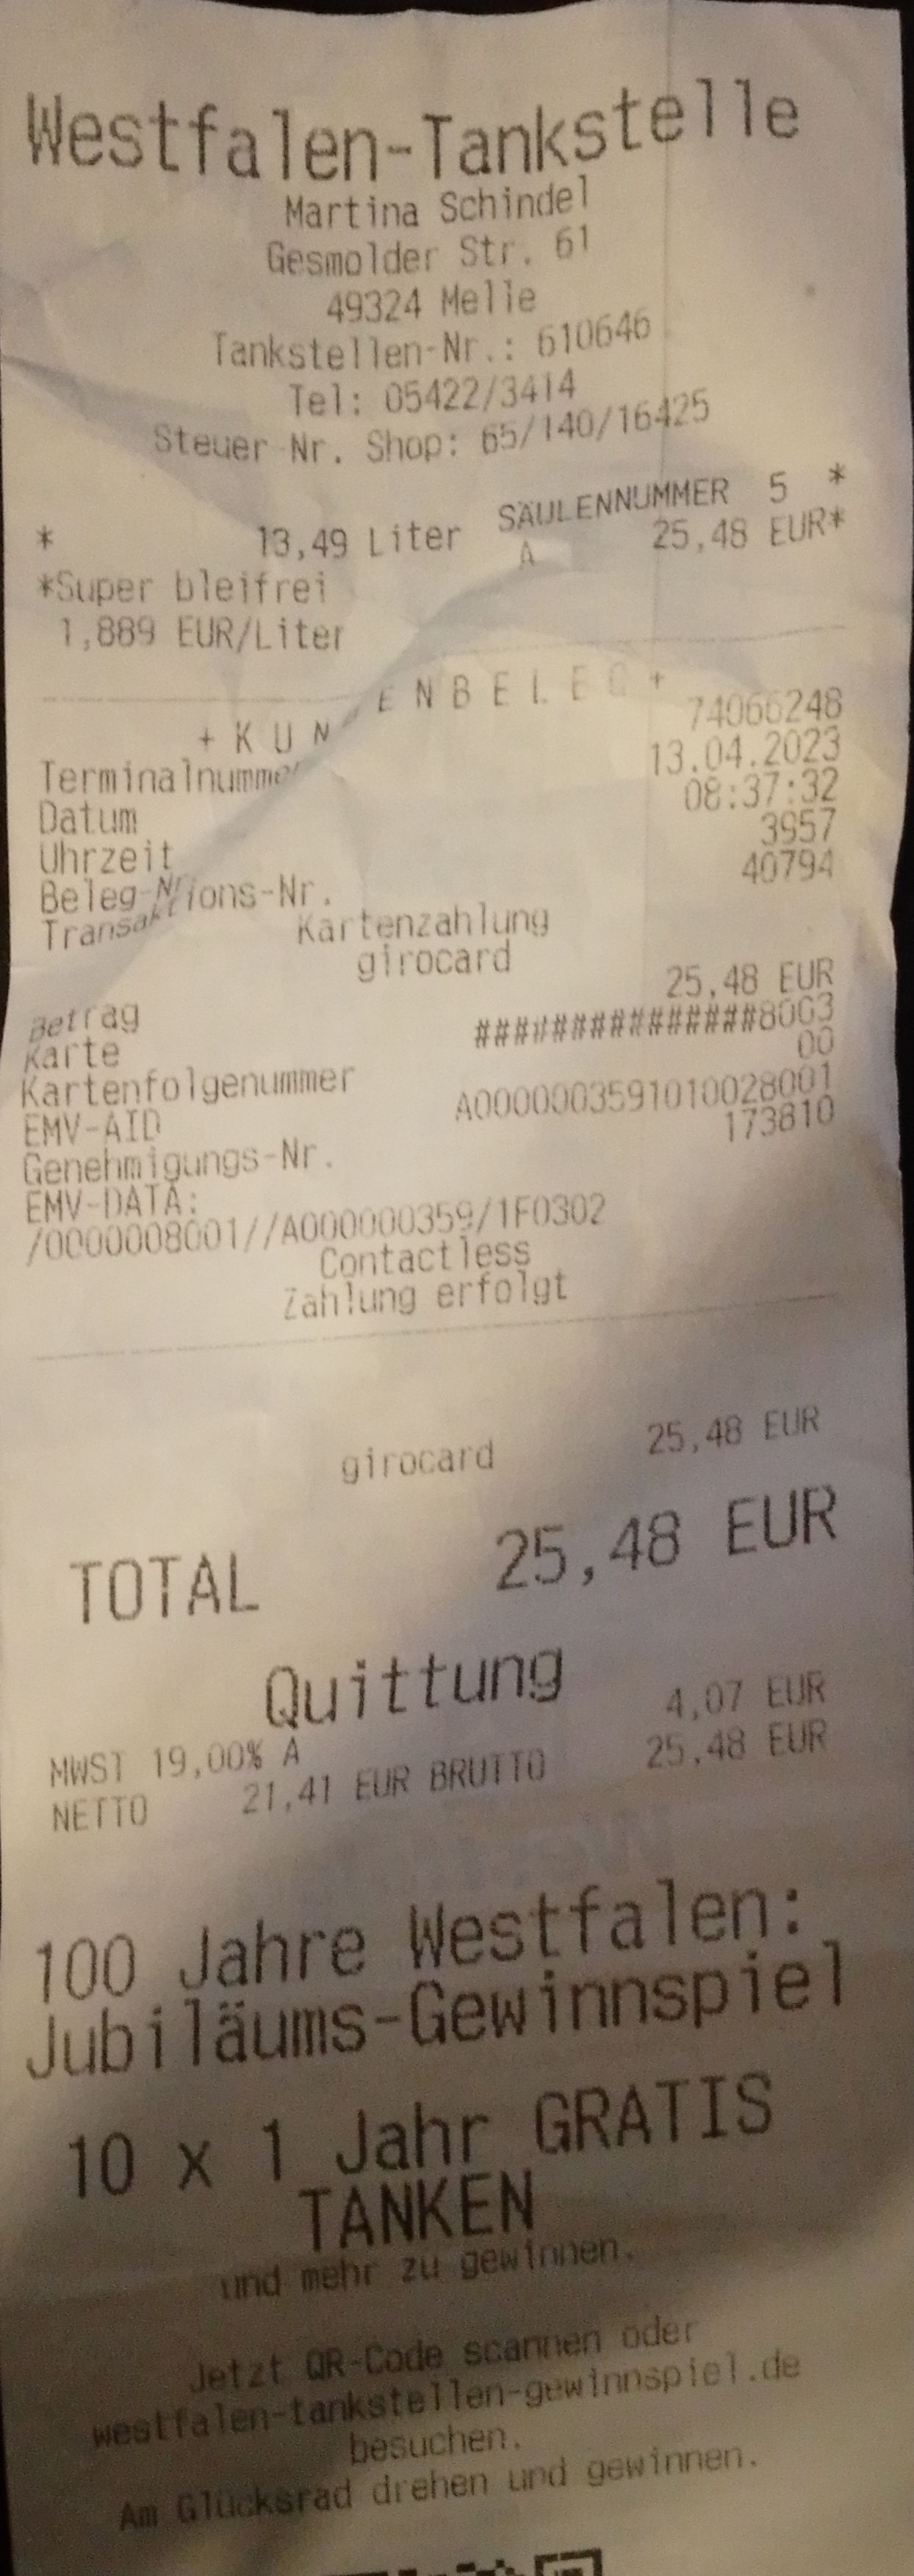 Westfalen-Tankstelle
Martina Schindel
Gesmolder Str. 61
49324 Melle
Tankstellen-Nr.: 610646
Tel: 05422/3414
Steuer-Nr. Shop: 65/140/16425
SÄULENNUMMER 5 *
* 13,49 Liter A 25,48 EUR*
*Super bleifrei
1,889 EUR/Liter
+ K U N ENBELEG +
Terminalnummer 74066248
Datum 13.04.2023
Uhrzeit 08:37:32
Beleg-Nr. 3957
Transaktions-Nr. 40794
Kartenzahlung
girocard
Betrag 25,48 EUR
Karte ###############8003
Kartenfolgenummer 00
EMV-AID A0000003591010028001
Genehmigungs-Nr. 173810
EMV-DATA:
/0000008001//A000000359/1F0302
Contactless
Zahlung erfolgt
girocard 25,48 EUR
TOTAL 25,48 EUR
Quittung
MWST 19,00% A 4,07 EUR
NETTO 21,41 EUR BRUTTO 25,48 EUR
100 Jahre Westfalen:
Jubiläums-Gewinnspiel
10 x 1 Jahr GRATIS
TANKEN
und mehr zu gewinnen.
Jetzt QR-Code scannen oder
westfalen-tankstellen-gewinnspiel.de
besuchen.
Am Glücksrad drehen und gewinnen.